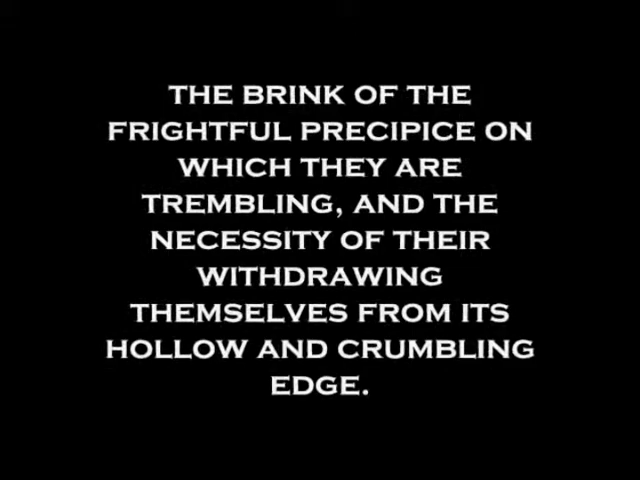 THE BRINK OF THE
FRIGHTFUL PRECIPICE ON
WHICH THEY ARE
TREMBLING, AND THE
NECESSITY OF THEIR
WITHDRAWING
THEMSELVES FROM ITS
HOLLOW AND CRUMBLING
EDGE.